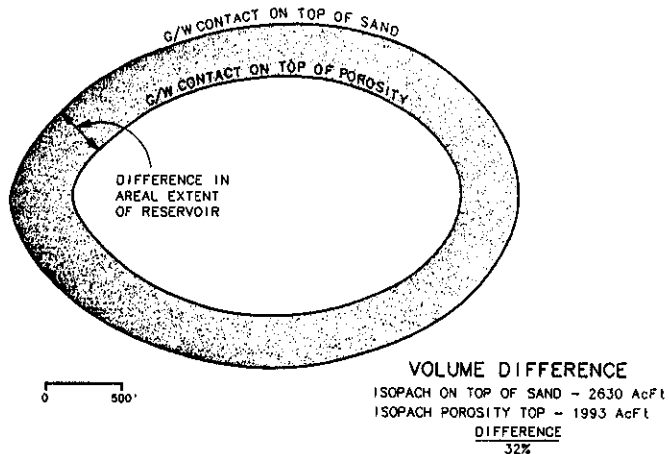 G/W CONTACT ON TOP OF SAND
G/W CONTACT ON TOP OF POROSITY
DIFFERENCE IN
AREAL EXTENT
OF RESERVOIR
0 500'
VOLUME DIFFERENCE
ISOPACH ON TOP OF SAND - 2630 AcFt
ISOPACH POROSITY TOP - 1993 AcFt
DIFFERENCE
32%